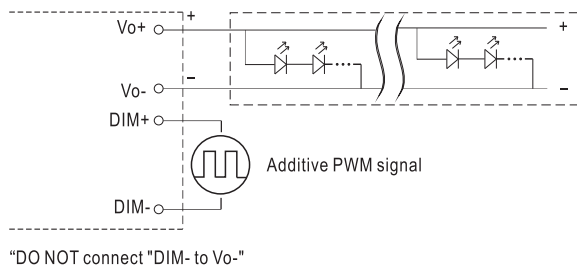 Vo+ + +
Vo- − −
DIM+
Additive PWM signal
DIM-
"DO NOT connect "DIM- to Vo-"